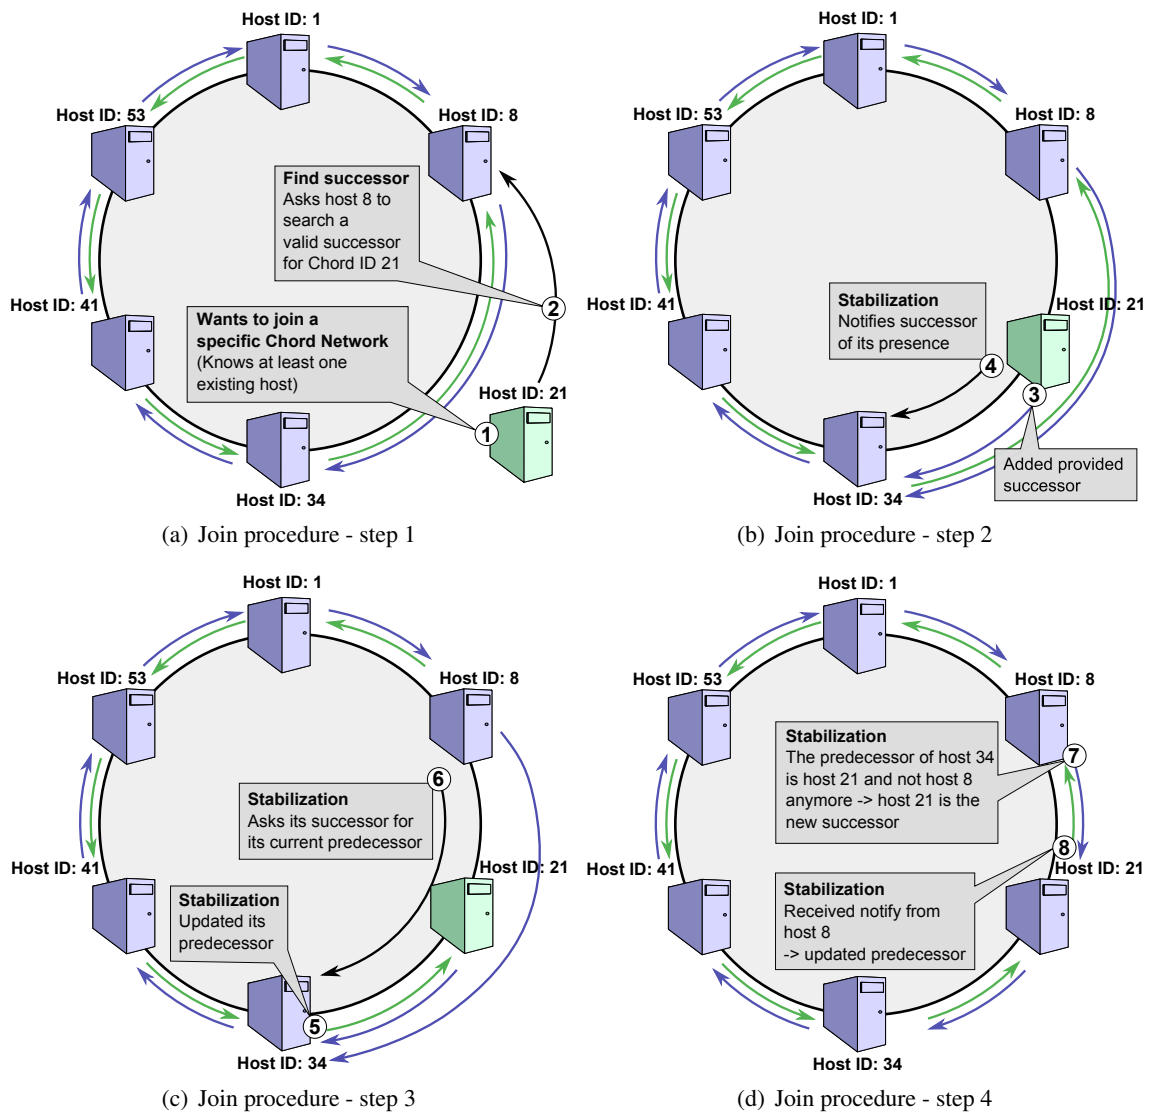 Host ID: 1
Host ID: 53
Host ID: 8
Find successor
Asks host 8 to
search a
valid successor
for Chord ID 21
2
Host ID: 41
Wants to join a
specific Chord Network
(Knows at least one
existing host)
Host ID: 21
1
Host ID: 34
(a) Join procedure - step 1
Host ID: 1
Host ID: 53
Host ID: 8
Host ID: 41
Stabilization
Notifies successor
of its presence
Host ID: 21
4
3
Added provided
successor
Host ID: 34
(b) Join procedure - step 2
Host ID: 1
Host ID: 53
Host ID: 8
6
Stabilization
Asks its successor for
its current predecessor
Host ID: 41
Host ID: 21
Stabilization
Updated its
predecessor
5
Host ID: 34
(c) Join procedure - step 3
Host ID: 1
Host ID: 53
Host ID: 8
Stabilization
The predecessor of host 34
is host 21 and not host 8
anymore -> host 21 is the
new successor
7
8
Host ID: 41
Host ID: 21
Stabilization
Received notify from
host 8
-> updated predecessor
Host ID: 34
(d) Join procedure - step 4